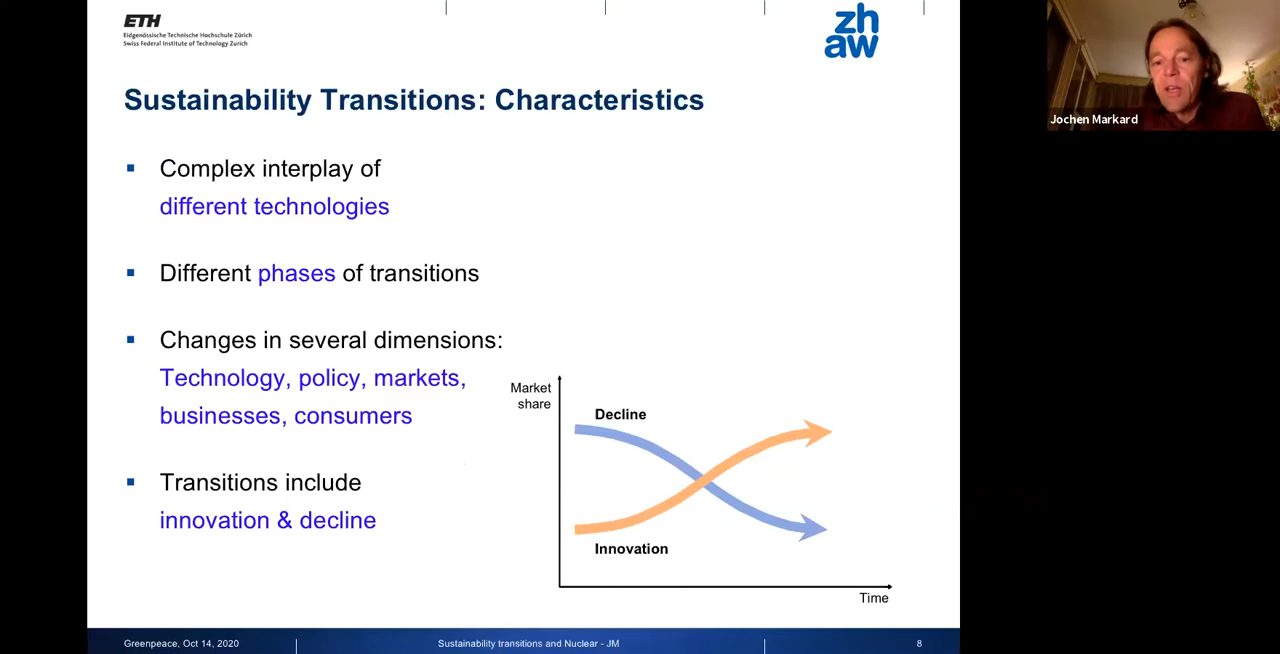 ETH
Eidgenössische Technische Hochschule Zürich
Swiss Federal Institute of Technology Zurich
zh
aw
Jochen Markard
Sustainability Transitions: Characteristics
Complex interplay of
different technologies
Different phases of transitions
Changes in several dimensions:
Technology, policy, markets,
businesses, consumers
Transitions include
innovation & decline
Market
share
Decline
Innovation
Time
Greenpeace, Oct 14, 2020
Sustainability transitions and Nuclear - JM
8